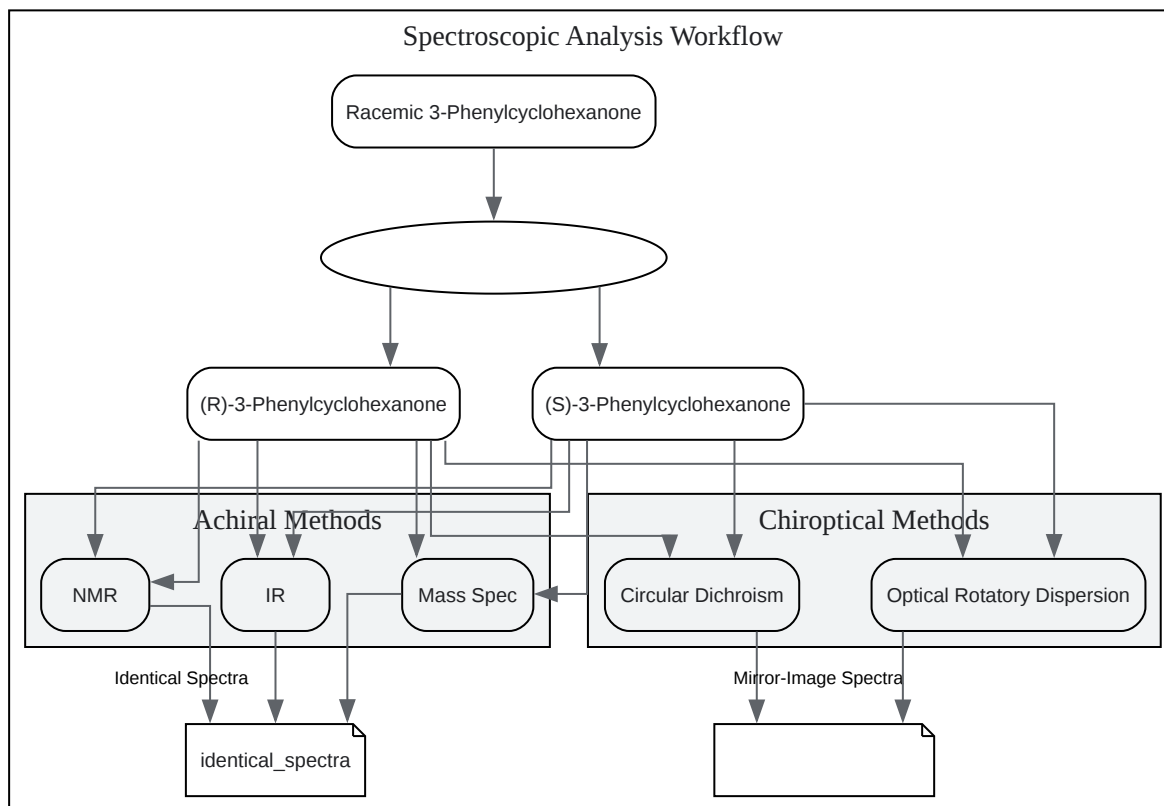 Spectroscopic Analysis Workflow
Racemic 3-Phenylcyclohexanone
(R)-3-Phenylcyclohexanone
(S)-3-Phenylcyclohexanone
Achiral Methods
Chiroptical Methods
NMR
IR
Mass Spec
Circular Dichroism
Optical Rotatory Dispersion
Identical Spectra
Mirror-Image Spectra
identical_spectra